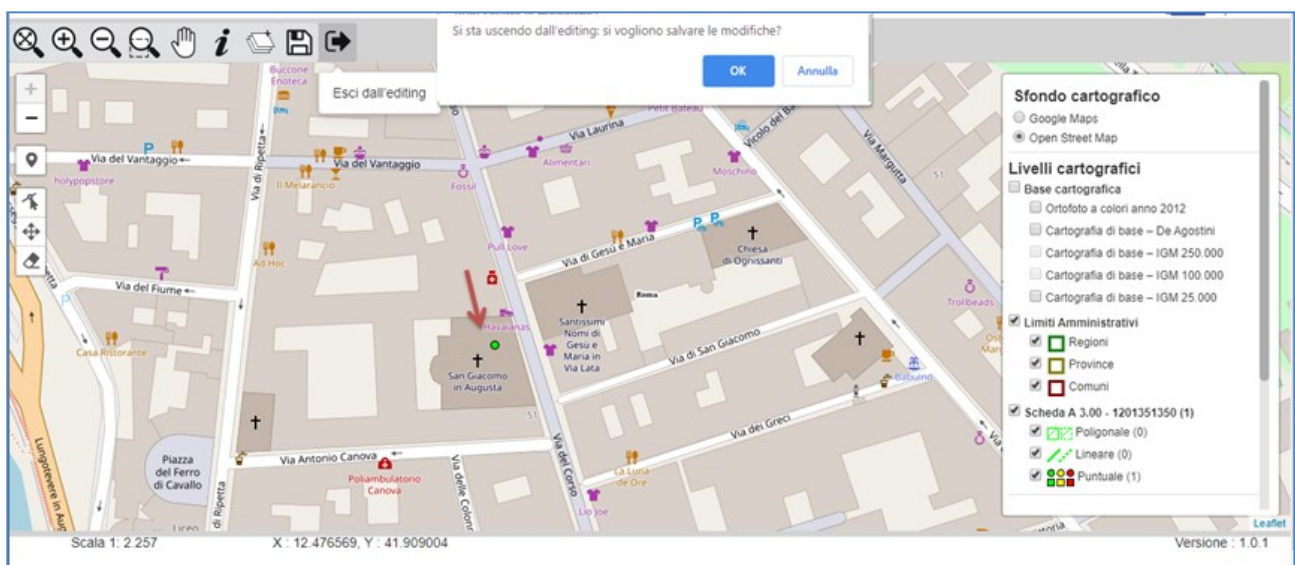 Si sta uscendo dall'editing: si vogliono salvare le modifiche?
OK
Annulla
Esci dall'editing
Buccone
Enoteca
Petit Bateau
Via Laurina
Vicolo del Ba
Via Margutta
Via del Vantaggio
Via di Ripetta
Via del Vantaggio
Alimentari
Moschino
holypopstore
Il Melarancio
Fossil
51
Pull Love
Via di Gesù e Maria
Chiesa
di Ognissanti
Ad Hoc
Via del Fiume
Roma
Trollbeads
Havaianas
Santissimi
Nomi di
Gesù e
Maria in
Via Lata
Casa Ristorante
San Giacomo
in Augusta
Via di San Giacomo
Babuino
51
Via dei Greci
Piazza
del Ferro
di Cavallo
Via Antonio Canova
Poliambulatorio
Canova
Via del Corso
Via delle Colonn
La Luna
de Ore
Lungotevere in Aug
di Ripetta
Lio Joe
Liceo
Sfondo cartografico
Google Maps
Open Street Map
Livelli cartografici
Base cartografica
Ortofoto a colori anno 2012
Cartografia di base – De Agostini
Cartografia di base – IGM 250.000
Cartografia di base – IGM 100.000
Cartografia di base – IGM 25.000
Limiti Amministrativi
Regioni
Province
Comuni
Scheda A 3.00 - 1201351350 (1)
Poligonale (0)
Lineare (0)
Puntuale (1)
Leaflet
Scala 1: 2.257
X : 12.476569, Y : 41.909004
Versione : 1.0.1